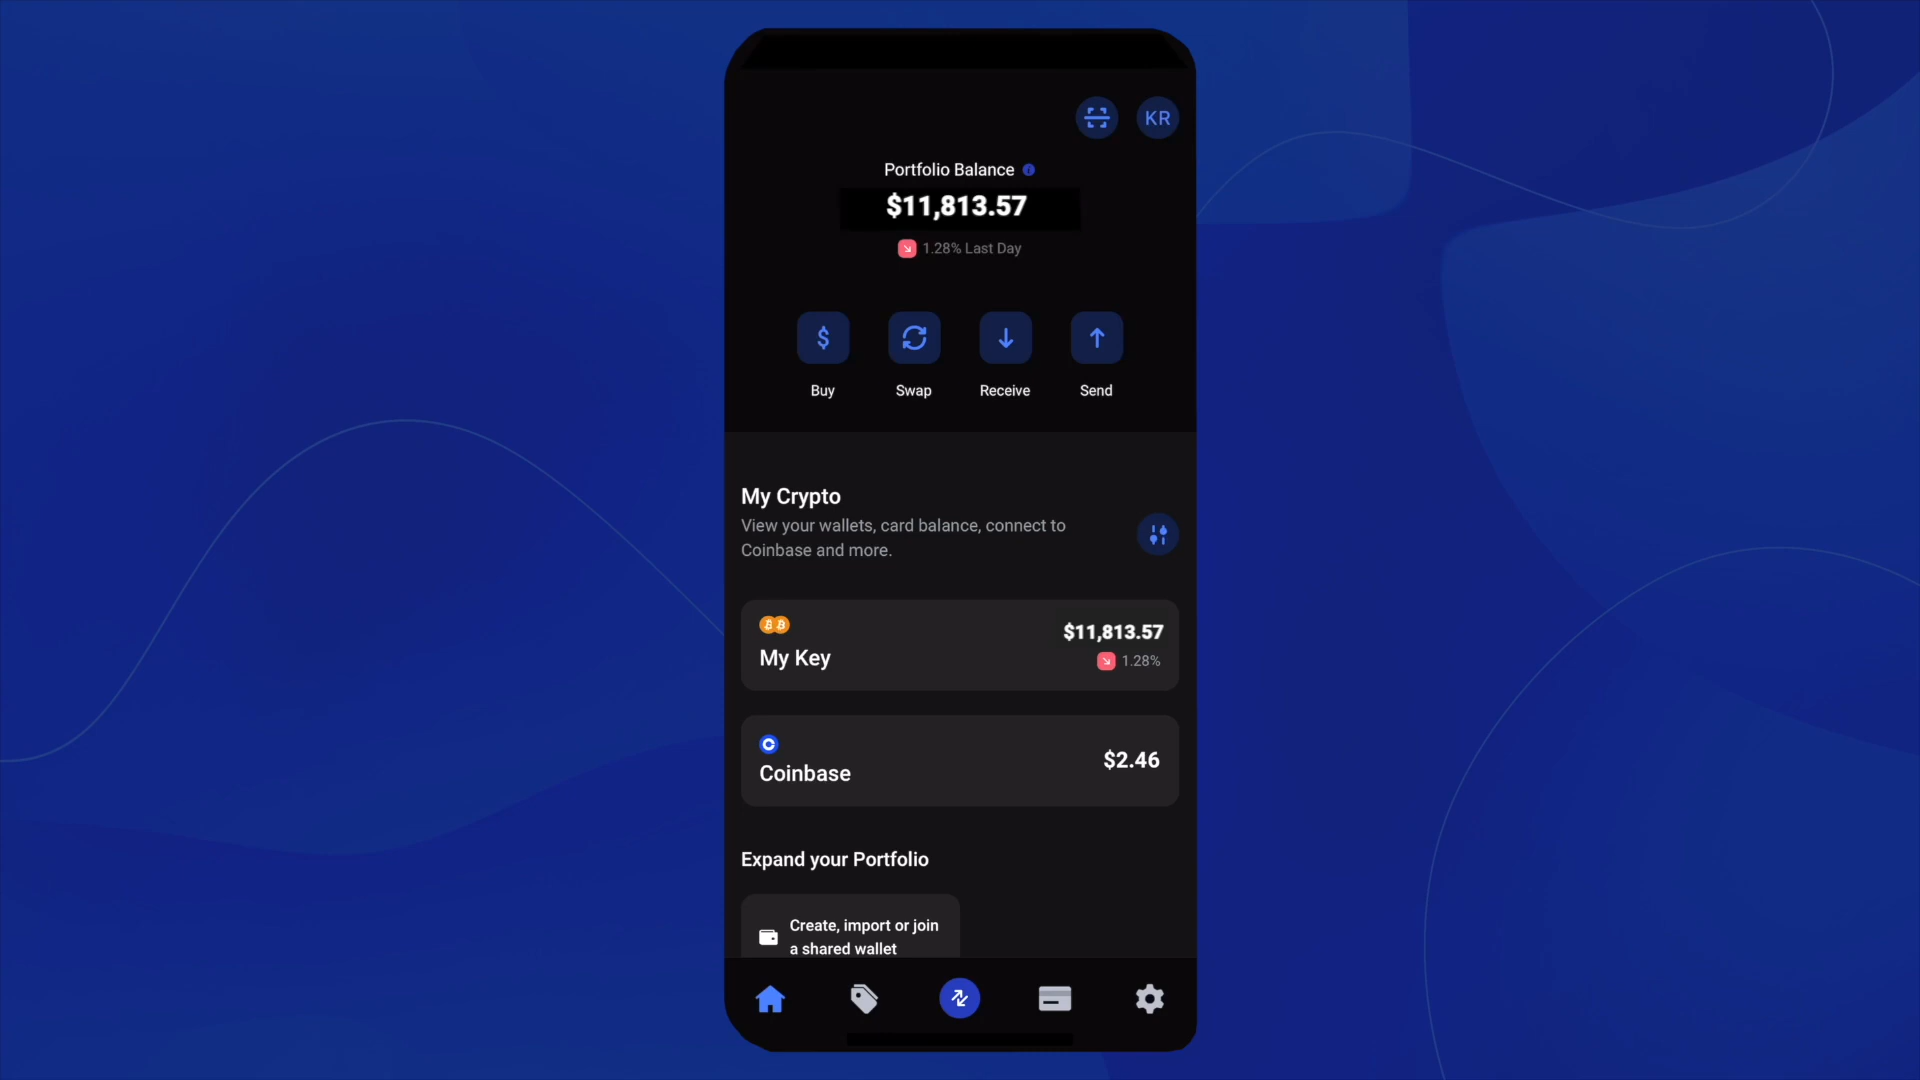 KR
Portfolio Balance
$11,813.57
1.28% Last Day
Buy
Swap
Receive
Send
My Crypto
View your wallets, card balance, connect to
Coinbase and more.
$11,813.57
My Key
1.28%
Coinbase
$2.46
Expand your Portfolio
Create, import or join
a shared wallet